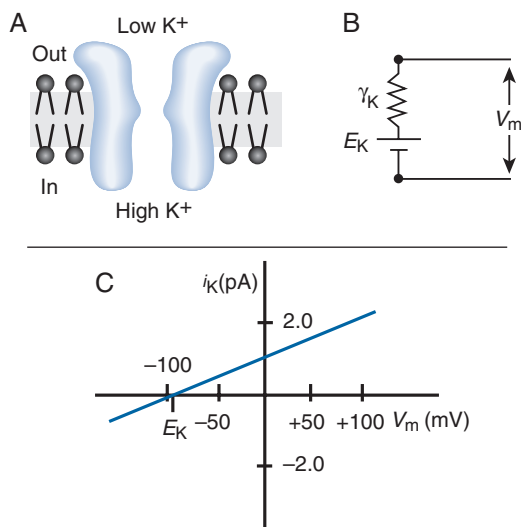 A
Out
Low K+
In
High K+
B
γK
EK
Vm
C
iK(pA)
2.0
–100
EK
–50
+50
+100
Vm (mV)
–2.0